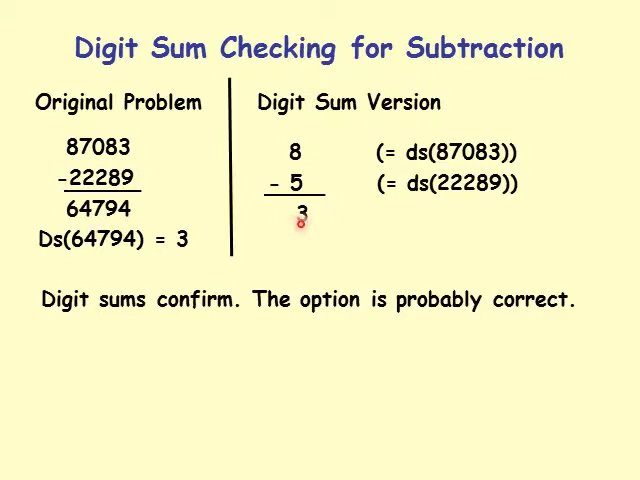 Digit Sum Checking for Subtraction
Original Problem
87083
-22289
64794
Ds(64794) = 3
Digit Sum Version
8 (= ds(87083))
- 5 (= ds(22289))
3
Digit sums confirm. The option is probably correct.